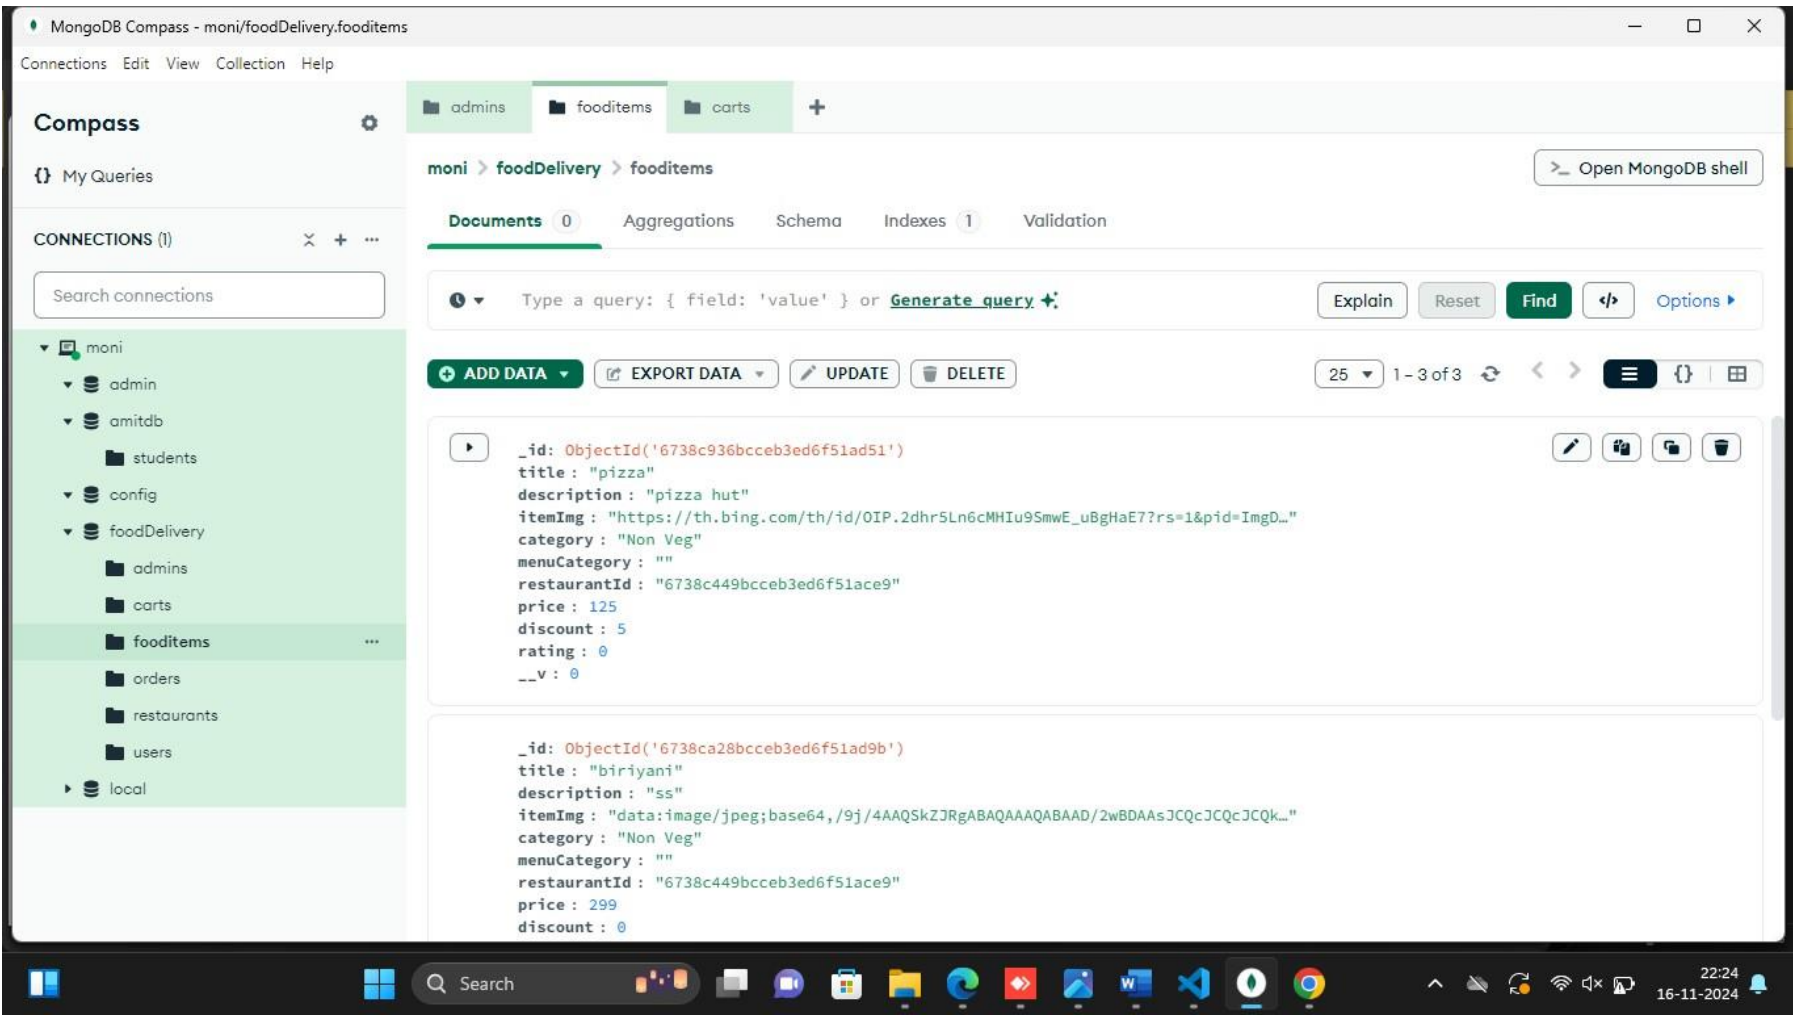 MongoDB Compass - moni/foodDelivery.fooditems
Connections Edit View Collection Help
Compass
{} My Queries
CONNECTIONS (1)
Search connections
moni
admin
amitdb
students
config
foodDelivery
admins
carts
fooditems
orders
restaurants
users
local
admins fooditems carts
moni > foodDelivery > fooditems
>_ Open MongoDB shell
Documents 0 Aggregations Schema Indexes 1 Validation
Type a query: { field: 'value' } or Generate query
Explain Reset Find </> Options
ADD DATA EXPORT DATA UPDATE DELETE
25 1 – 3 of 3 {}
_id: ObjectId('6738c936bcceb3ed6f51ad51')
title : "pizza"
description : "pizza hut"
itemImg : "https://th.bing.com/th/id/OIP.2dhr5Ln6cMHIu9SmwE_uBgHaE7?rs=1&pid=ImgD…"
category : "Non Veg"
menuCategory : ""
restaurantId : "6738c449bcceb3ed6f51ace9"
price : 125
discount : 5
rating : 0
__v : 0
_id: ObjectId('6738ca28bcceb3ed6f51ad9b')
title : "biriyani"
description : "ss"
itemImg : "data:image/jpeg;base64,/9j/4AAQSkZJRgABAQAAAQABAAD/2wBDAAsJCQcJCQcJCQk…"
category : "Non Veg"
menuCategory : ""
restaurantId : "6738c449bcceb3ed6f51ace9"
price : 299
discount : 0
Search
22:24
16-11-2024